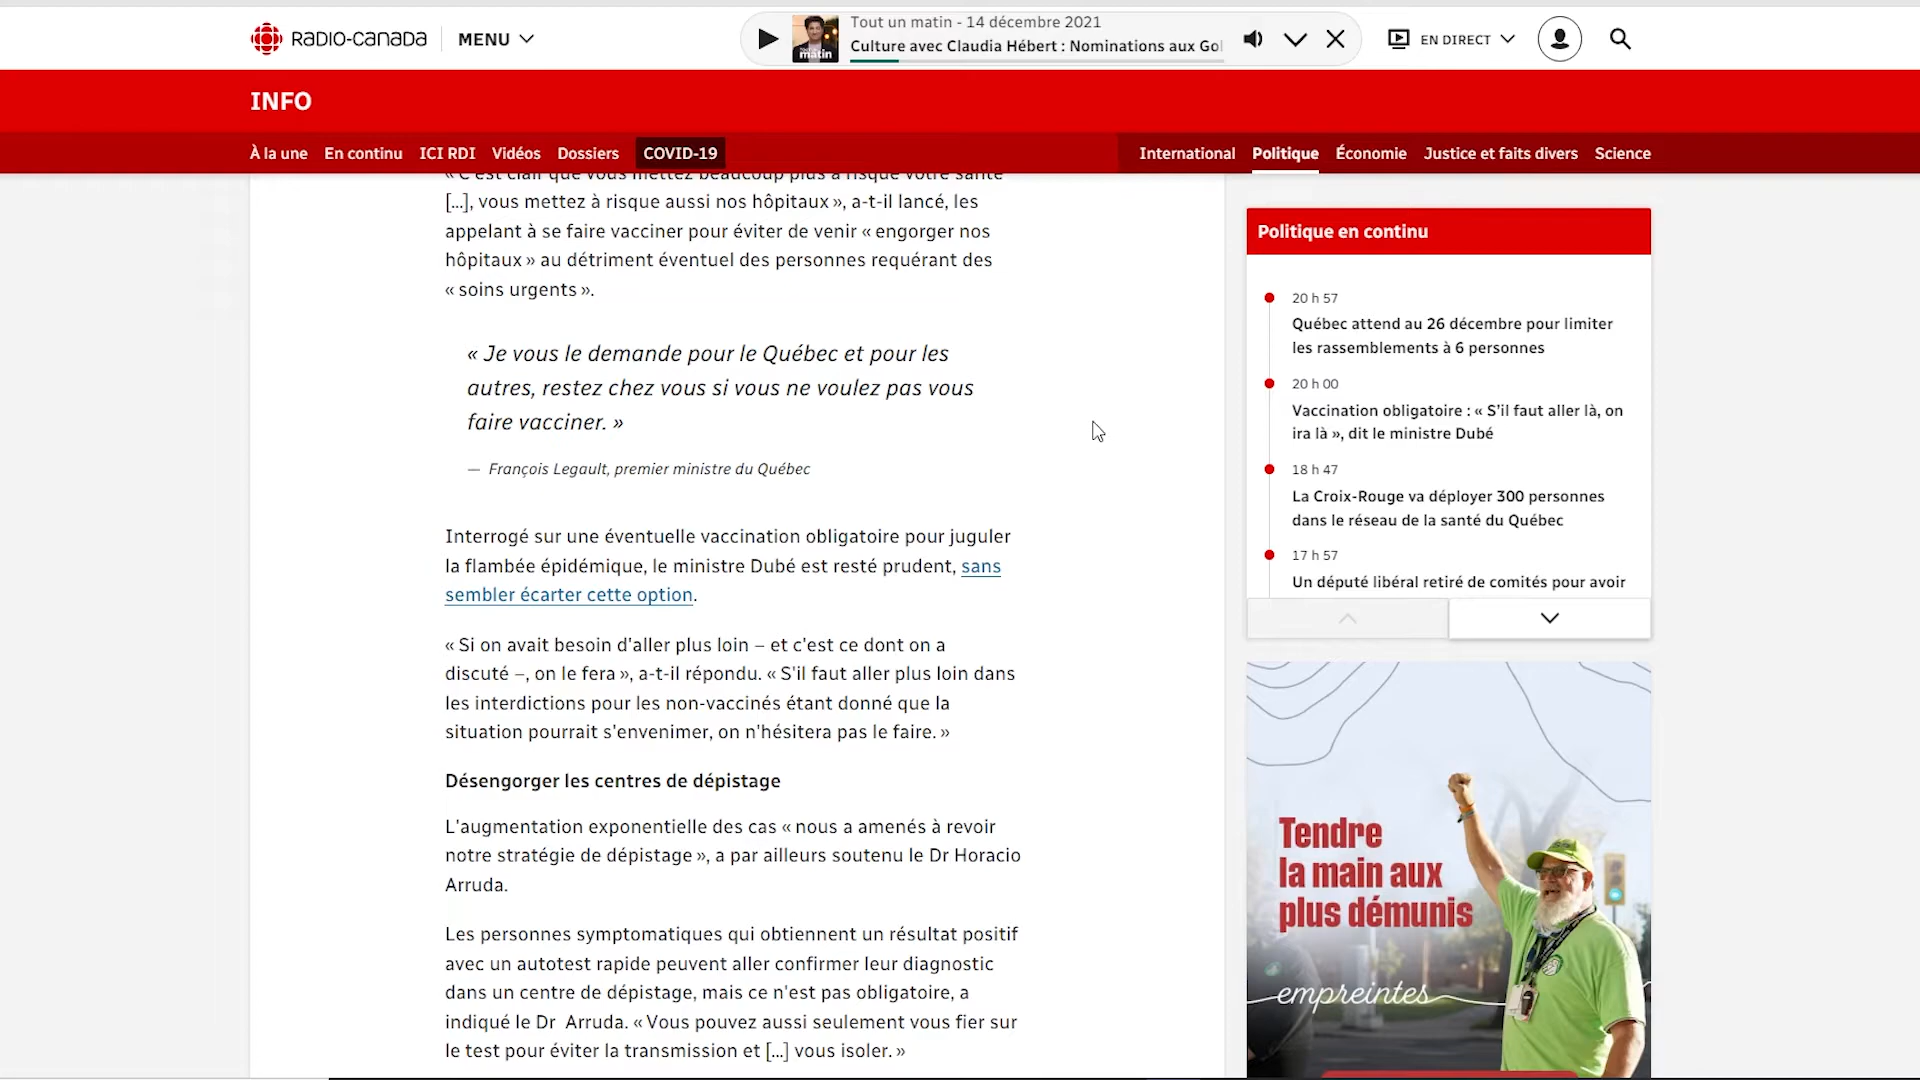 RADIO-CANADA
MENU
Tout un matin - 14 décembre 2021
Culture avec Claudia Hébert : Nominations aux Gol
matin
EN DIRECT
INFO
À la une
En continu
ICI RDI
Vidéos
Dossiers
COVID-19
International
Politique
Économie
Justice et faits divers
Science
« C'est clair que vous mettez beaucoup plus à risque votre santé
[...], vous mettez à risque aussi nos hôpitaux », a-t-il lancé, les
appelant à se faire vacciner pour éviter de venir « engorger nos
hôpitaux » au détriment éventuel des personnes requérant des
« soins urgents ».
« Je vous le demande pour le Québec et pour les
autres, restez chez vous si vous ne voulez pas vous
faire vacciner. »
— François Legault, premier ministre du Québec
Interrogé sur une éventuelle vaccination obligatoire pour juguler
la flambée épidémique, le ministre Dubé est resté prudent, sans
sembler écarter cette option.
« Si on avait besoin d'aller plus loin – et c'est ce dont on a
discuté –, on le fera », a-t-il répondu. « S'il faut aller plus loin dans
les interdictions pour les non-vaccinés étant donné que la
situation pourrait s'envenimer, on n'hésitera pas le faire. »
Désengorger les centres de dépistage
L'augmentation exponentielle des cas « nous a amenés à revoir
notre stratégie de dépistage », a par ailleurs soutenu le Dr Horacio
Arruda.
Les personnes symptomatiques qui obtiennent un résultat positif
avec un autotest rapide peuvent aller confirmer leur diagnostic
dans un centre de dépistage, mais ce n'est pas obligatoire, a
indiqué le Dr Arruda. « Vous pouvez aussi seulement vous fier sur
le test pour éviter la transmission et [...] vous isoler. »
Politique en continu
20 h 57
Québec attend au 26 décembre pour limiter
les rassemblements à 6 personnes
20 h 00
Vaccination obligatoire : « S'il faut aller là, on
ira là », dit le ministre Dubé
18 h 47
La Croix-Rouge va déployer 300 personnes
dans le réseau de la santé du Québec
17 h 57
Un député libéral retiré de comités pour avoir
Tendre
la main aux
plus démunis
empreintes